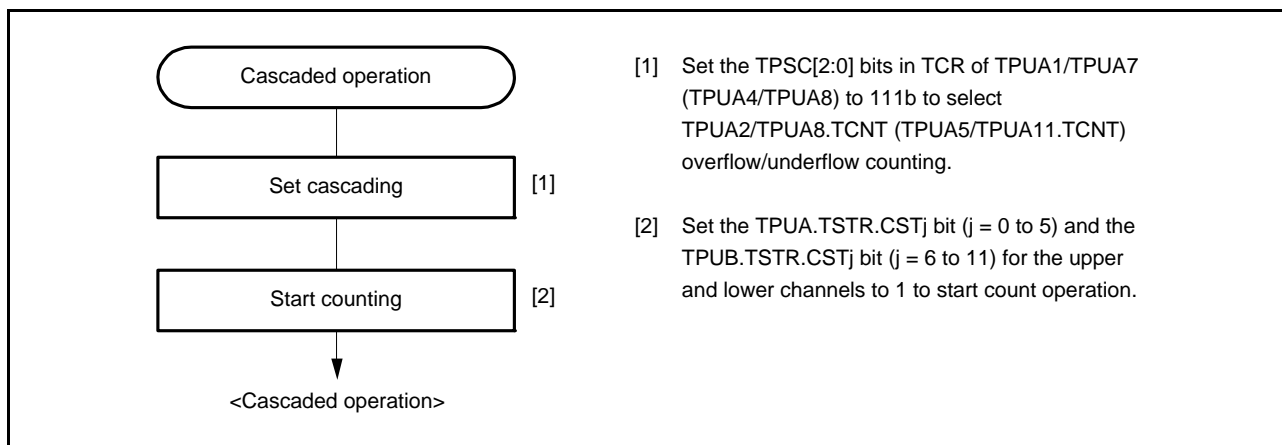 Cascaded operation
Set cascading
[1]
Start counting
[2]
<Cascaded operation>
[1] Set the TPSC[2:0] bits in TCR of TPUA1/TPUA7
(TPUA4/TPUA8) to 111b to select
TPUA2/TPUA8.TCNT (TPUA5/TPUA11.TCNT)
overflow/underflow counting.
[2] Set the TPUA.TSTR.CSTj bit (j = 0 to 5) and the
TPUB.TSTR.CSTj bit (j = 6 to 11) for the upper
and lower channels to 1 to start count operation.